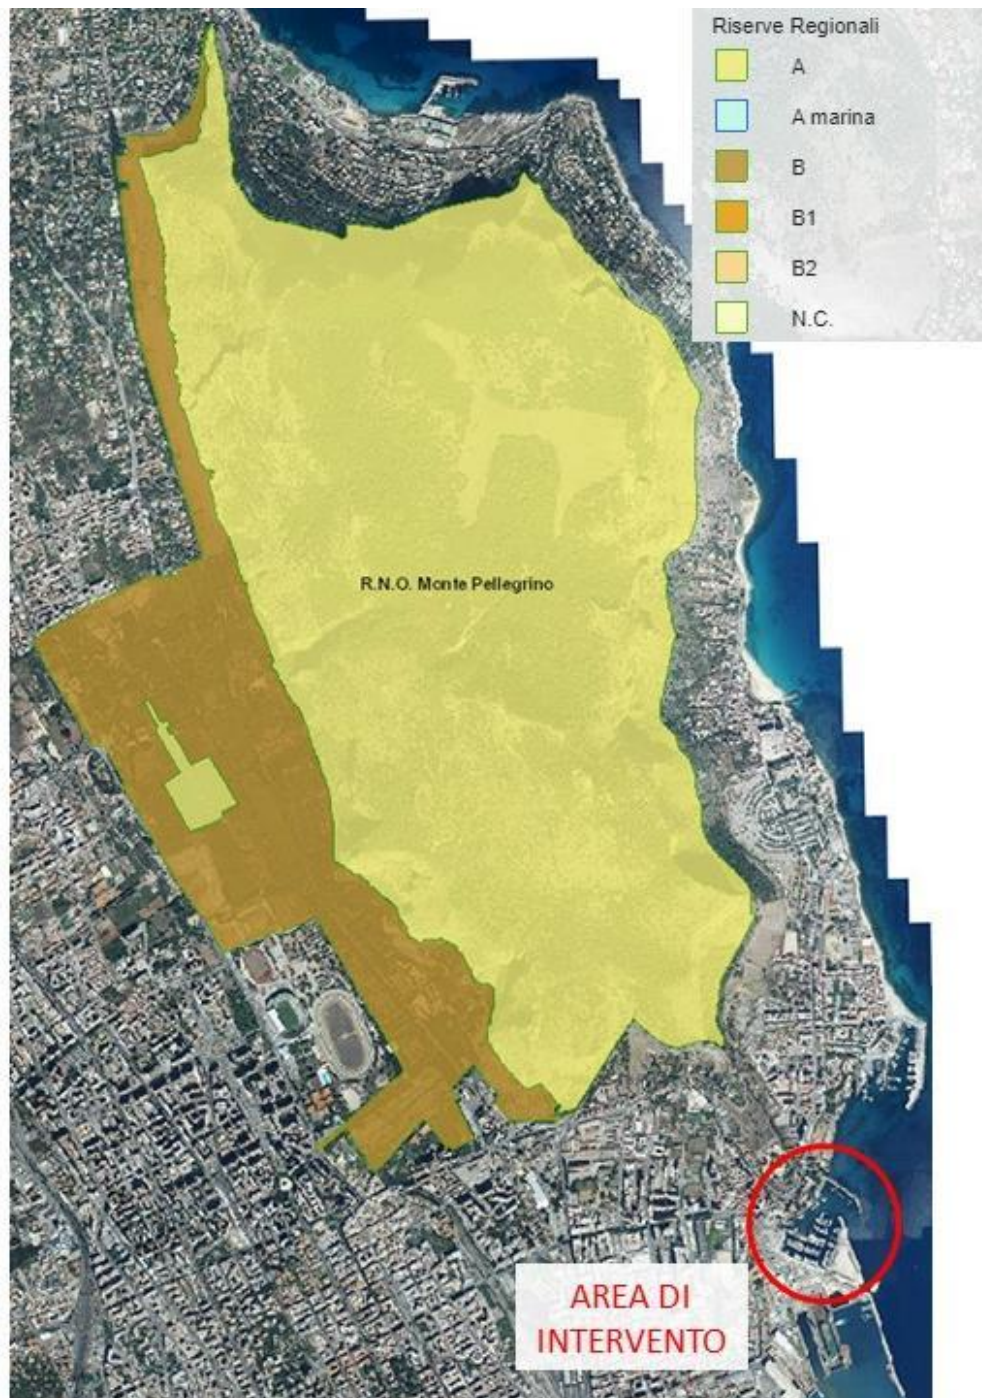 Riserve Regionali
A
A marina
B
B1
B2
N.C.
R.N.O. Monte Pellegrino
AREA DI
INTERVENTO